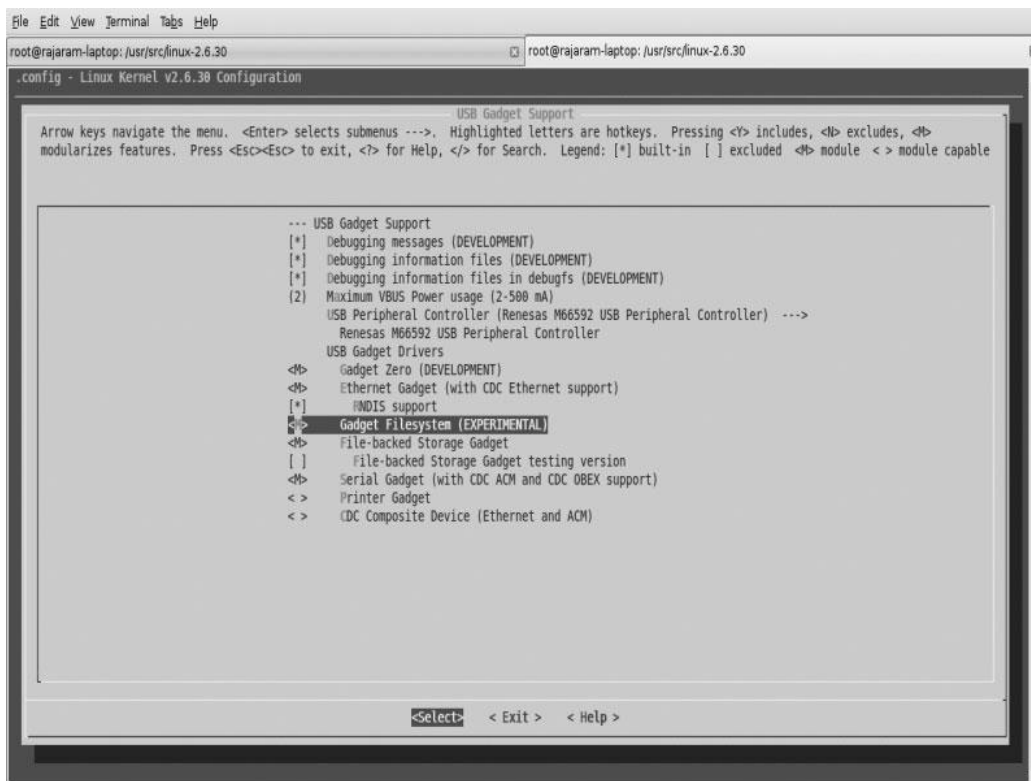 File Edit View Terminal Tabs Help
root@rajaram-laptop: /usr/src/linux-2.6.30
root@rajaram-laptop: /usr/src/linux-2.6.30
.config - Linux Kernel v2.6.30 Configuration
USB Gadget Support
Arrow keys navigate the menu. <Enter> selects submenus --->. Highlighted letters are hotkeys. Pressing <Y> includes, <N> excludes, <M>
modularizes features. Press <Esc><Esc> to exit, <?> for Help, </> for Search. Legend: [*] built-in [ ] excluded <M> module < > module capable
--- USB Gadget Support
[*] Debugging messages (DEVELOPMENT)
[*] Debugging information files (DEVELOPMENT)
[*] Debugging information files in debugfs (DEVELOPMENT)
(2) Maximum VBUS Power usage (2-500 mA)
USB Peripheral Controller (Renesas M66592 USB Peripheral Controller) --->
Renesas M66592 USB Peripheral Controller
USB Gadget Drivers
<M> Gadget Zero (DEVELOPMENT)
<M> Ethernet Gadget (with CDC Ethernet support)
[*] RNDIS support
<M> Gadget Filesystem (EXPERIMENTAL)
<M> File-backed Storage Gadget
[ ] File-backed Storage Gadget testing version
<M> Serial Gadget (with CDC ACM and CDC OBEX support)
< > Printer Gadget
< > CDC Composite Device (Ethernet and ACM)
<Select> < Exit > < Help >